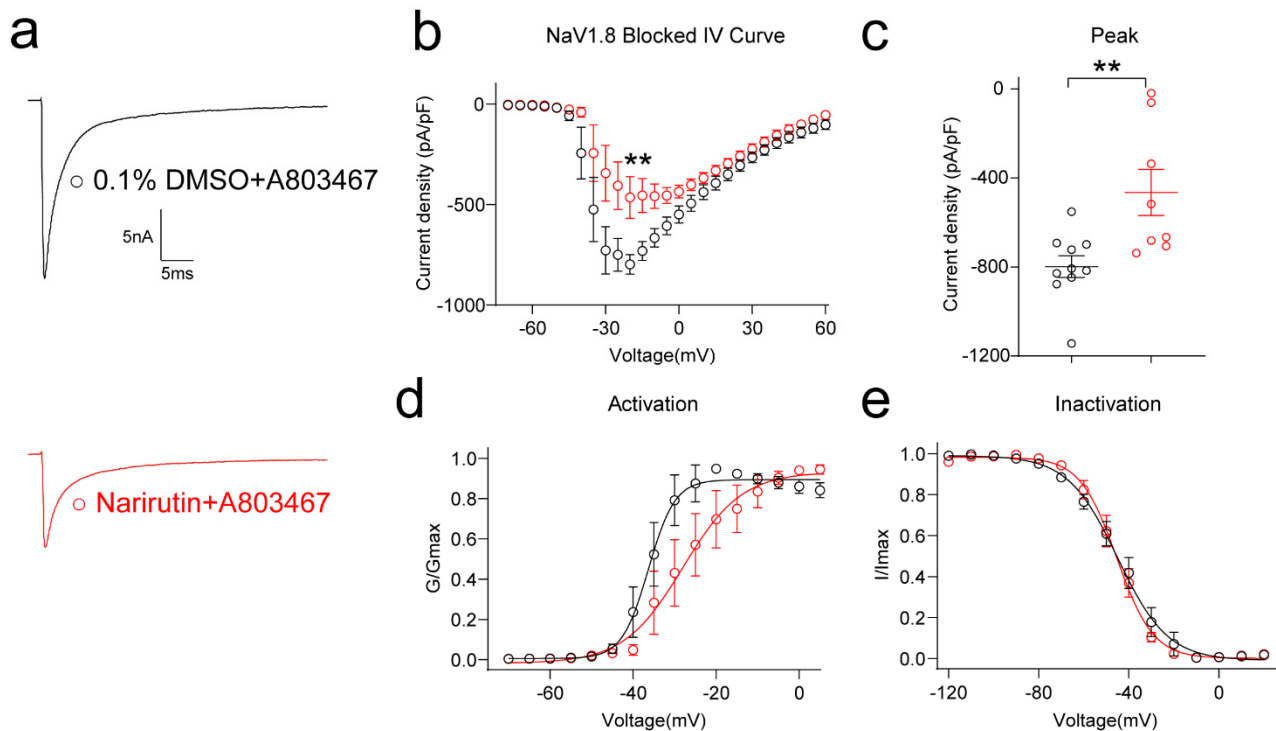 a
0.1% DMSO+A803467
5nA
5ms
Narirutin+A803467
b
NaV1.8 Blocked IV Curve
Current density (pA/pF)
0
-500
-1000
**
-60
-30
0
30
60
Voltage(mV)
c
Peak
**
Current density (pA/pF)
0
-400
-800
-1200
d
Activation
G/Gmax
1.0
0.8
0.6
0.4
0.2
0.0
-60
-40
-20
0
Voltage(mV)
e
Inactivation
I/Imax
1.0
0.8
0.6
0.4
0.2
0.0
-120
-80
-40
0
Voltage(mV)